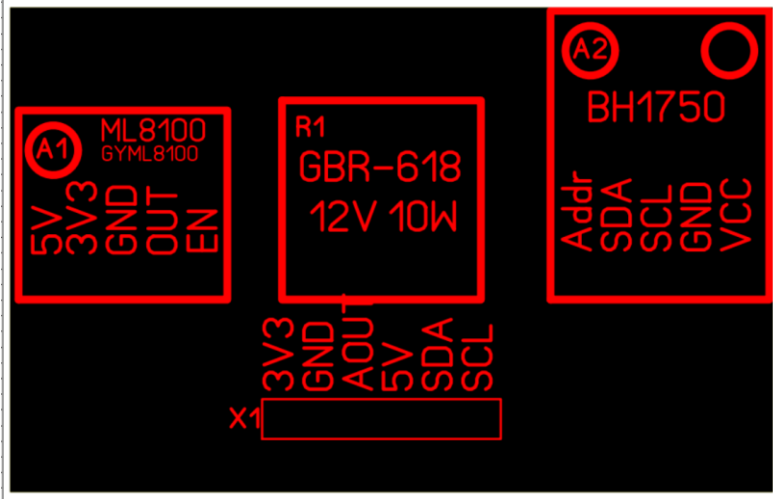 A1
ML8100
GYML8100
5V
3V3
GND
OUT
EN
R1
GBR-618
12V 10W
A2
BH1750
Addr
SDA
SCL
GND
VCC
3V3
GND
AOUT
5V
SDA
SCL
X1